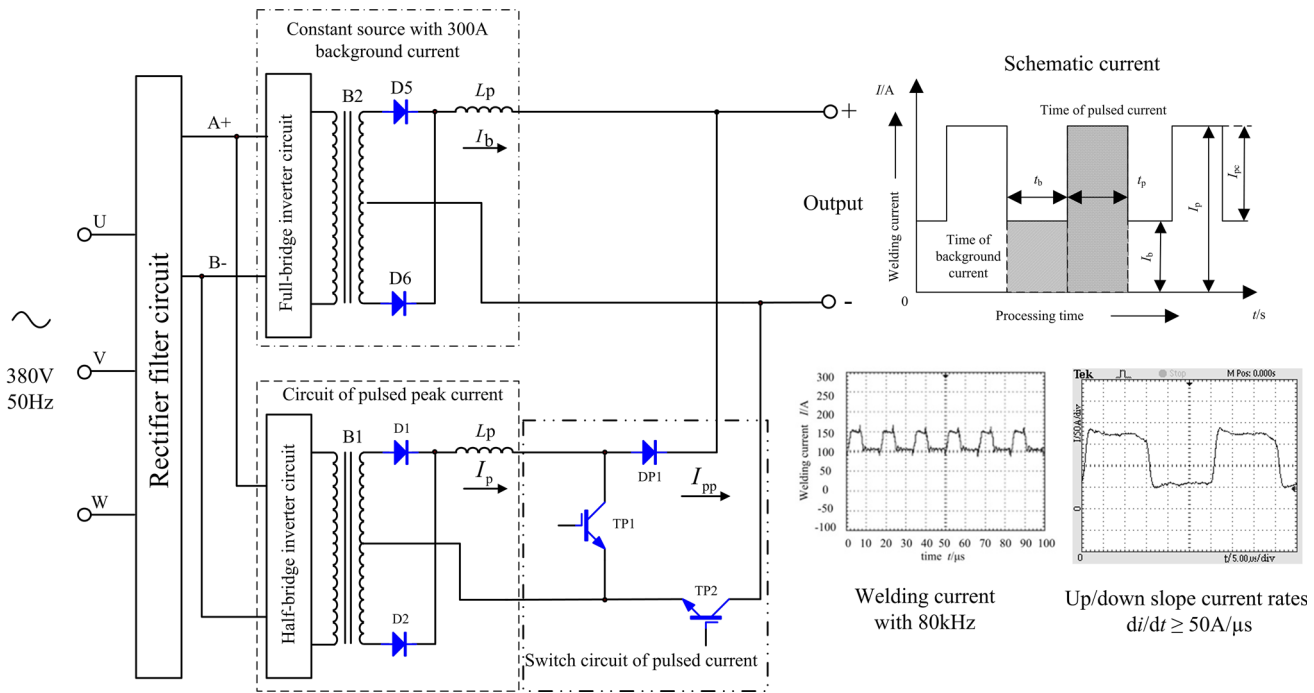 Constant source with 300A
background current
Full-bridge inverter circuit
B2
D5
D6
Lp
Ib
A+
B-
U
V
W
380V
50Hz
Rectifier filter circuit
+
Output
-
Circuit of pulsed peak current
Half-bridge inverter circuit
B1
D1
D2
Lp
Ip
DP1
Ipp
TP1
TP2
Switch circuit of pulsed current
Schematic current
I/A
Time of pulsed current
Welding current
tb
tp
Ipc
Ip
Ib
Time of
background
current
0
Processing time
t/s
Welding current I/A
300
250
200
150
100
50
0
-50
-100
0 10 20 30 40 50 60 70 80 90 100
time t/µs
Welding current
with 80kHz
Tek
Stop
M Pos: 0.000s
I/50A/div
0
0
t/5.00µs/div
Up/down slope current rates
di/dt ≥ 50A/µs